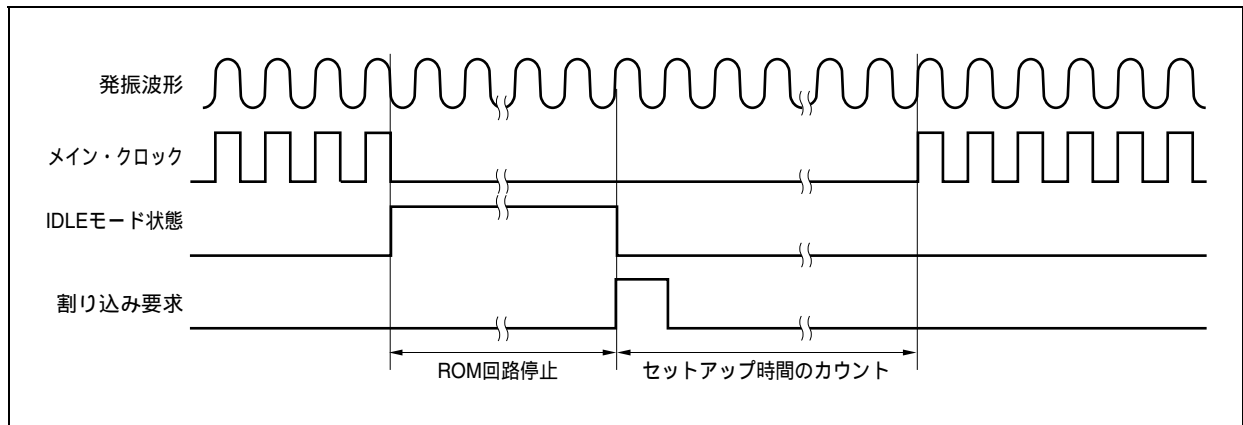 発振波形
メイン・クロック
IDLEモード状態
割り込み要求
ROM回路停止
セットアップ時間のカウント